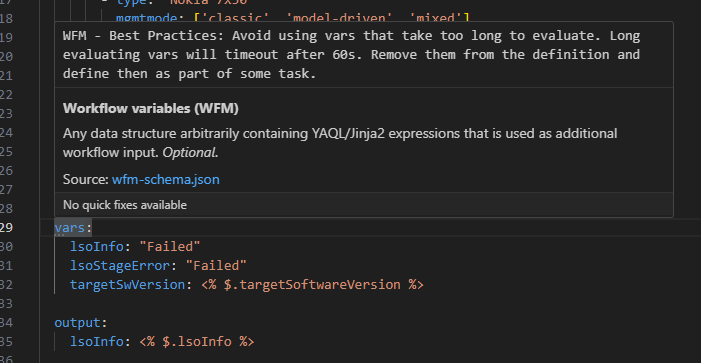 17 - type: "Nokia 7x50"
18 mgmtmode: ['classic', 'model-driven', 'mixed']
19 WFM - Best Practices: Avoid using vars that take too long to evaluate. Long
20 evaluating vars will timeout after 60s. Remove them from the definition and
21 define then as part of some task.
22
23 Workflow variables (WFM)
24 Any data structure arbitrarily containing YAQL/Jinja2 expressions that is used as additional
25 workflow input. Optional.
26 Source: wfm-schema.json
27
28 No quick fixes available
29 vars:
30 lsoInfo: "Failed"
31 lsoStageError: "Failed"
32 targetSwVersion: <% $.targetSoftwareVersion %>
33
34 output:
35 lsoInfo: <% $.lsoInfo %>
36